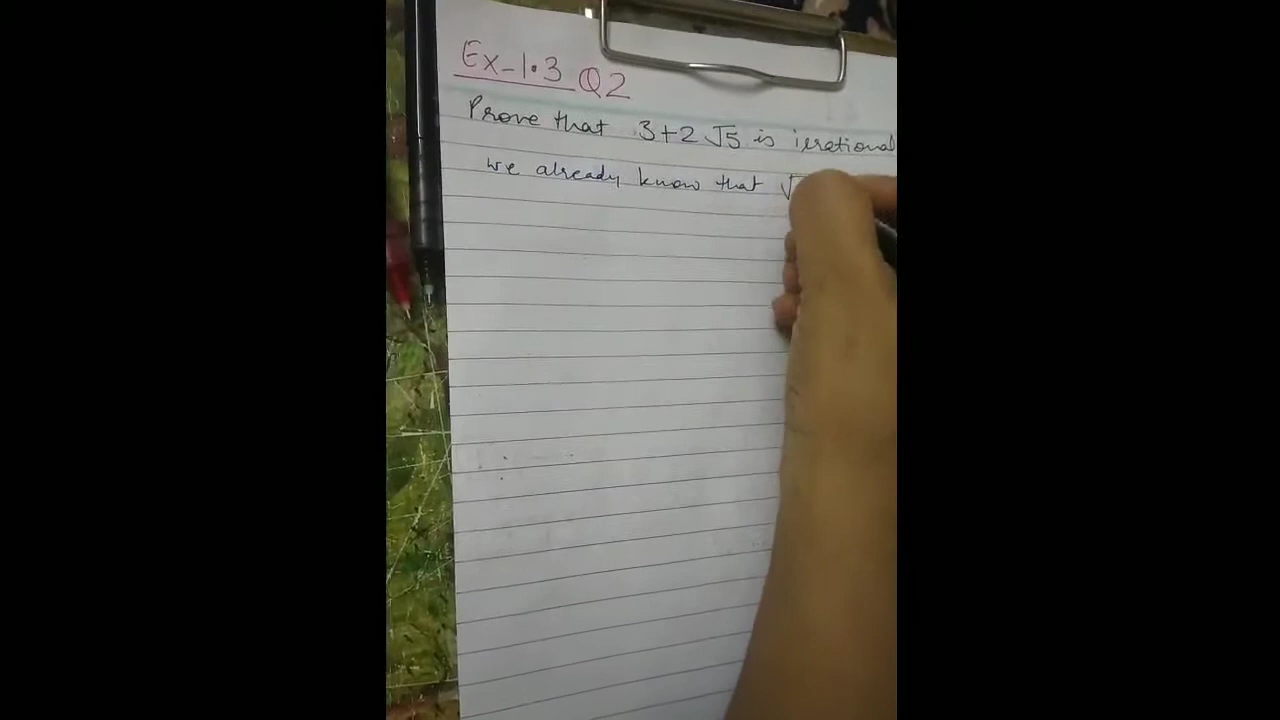 Ex-1.3 Q2
Prove that 3+2√5 is irrational
we already know that √